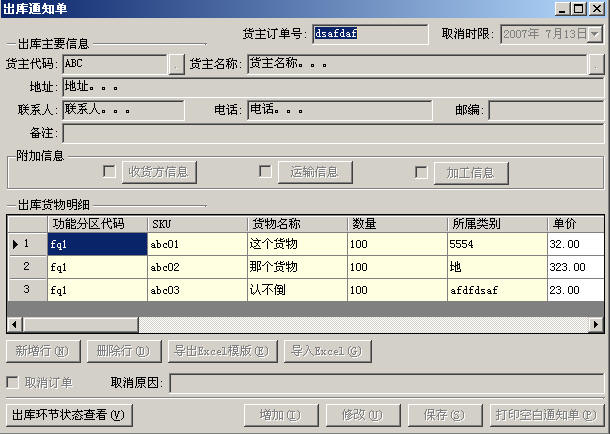 出库通知单
货主订单号: dsafdaf 取消时限: 2007年 7月13日
出库主要信息
货主代码: ABC . 货主名称: 货主名称。。。 .
地址: 地址。。。
联系人: 联系人。。。 电话: 电话。。。 邮编:
备注:
附加信息
收货方信息 运输信息 加工信息
出库货物明细
功能分区代码 SKU 货物名称 数量 所属类别 单价
1 fq1 abc01 这个货物 100 5554 32.00
2 fq1 abc02 那个货物 100 地 323.00
3 fq1 abc03 认不倒 100 afdfdsaf 23.00
新增行(N) 删除行(D) 导出Excel模版(E) 导入Excel(G)
取消订单 取消原因:
出库环节状态查看(V) 增加(I) 修改(U) 保存(S) 打印空白通知单(P)